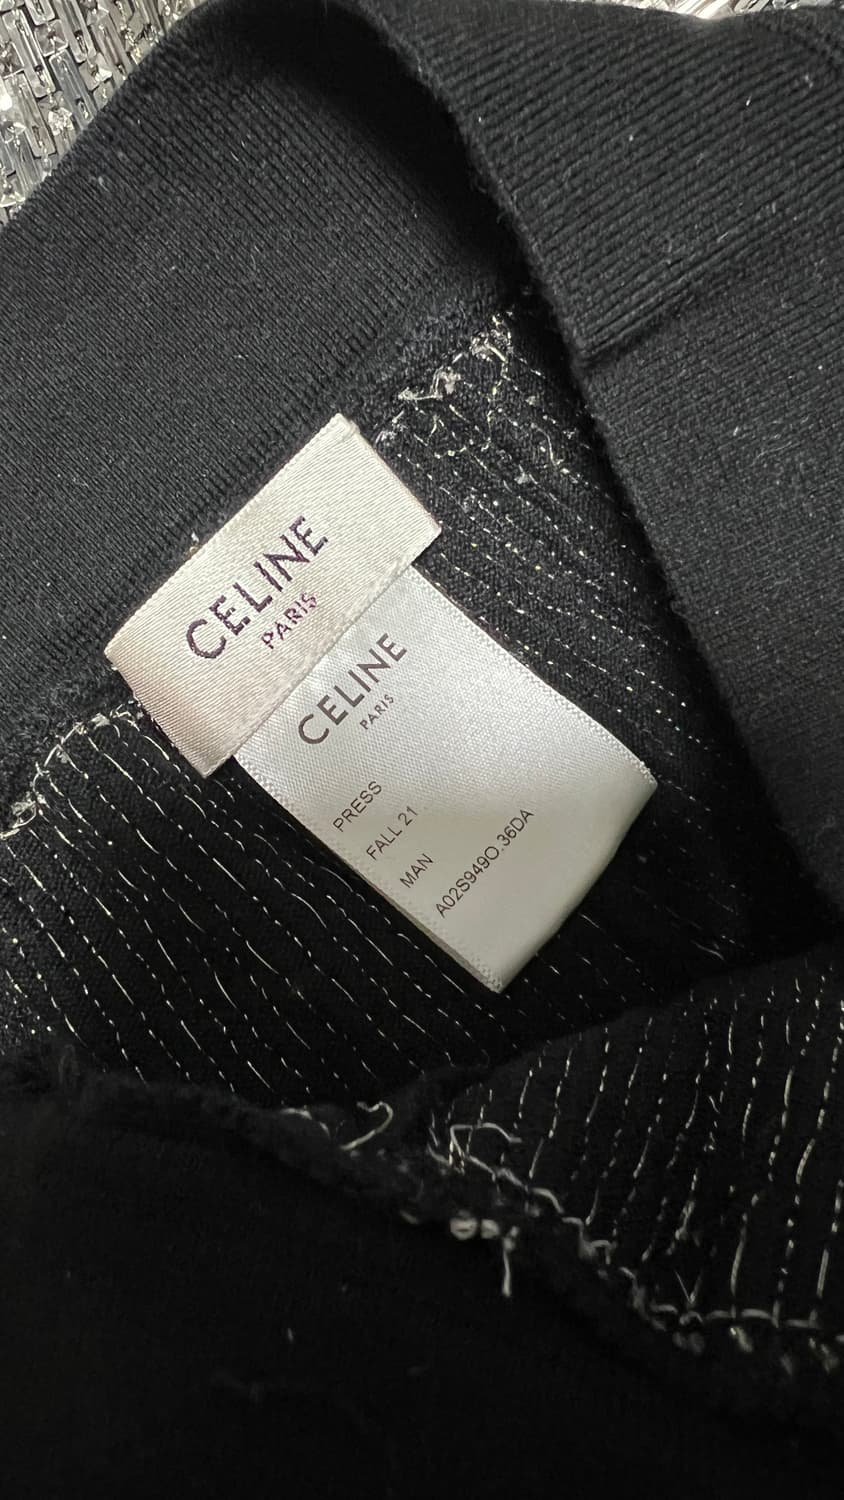 CELINE
PARIS
CELINE
PARIS
PRESS
FALL 21
MAN
A02S949O.36DA